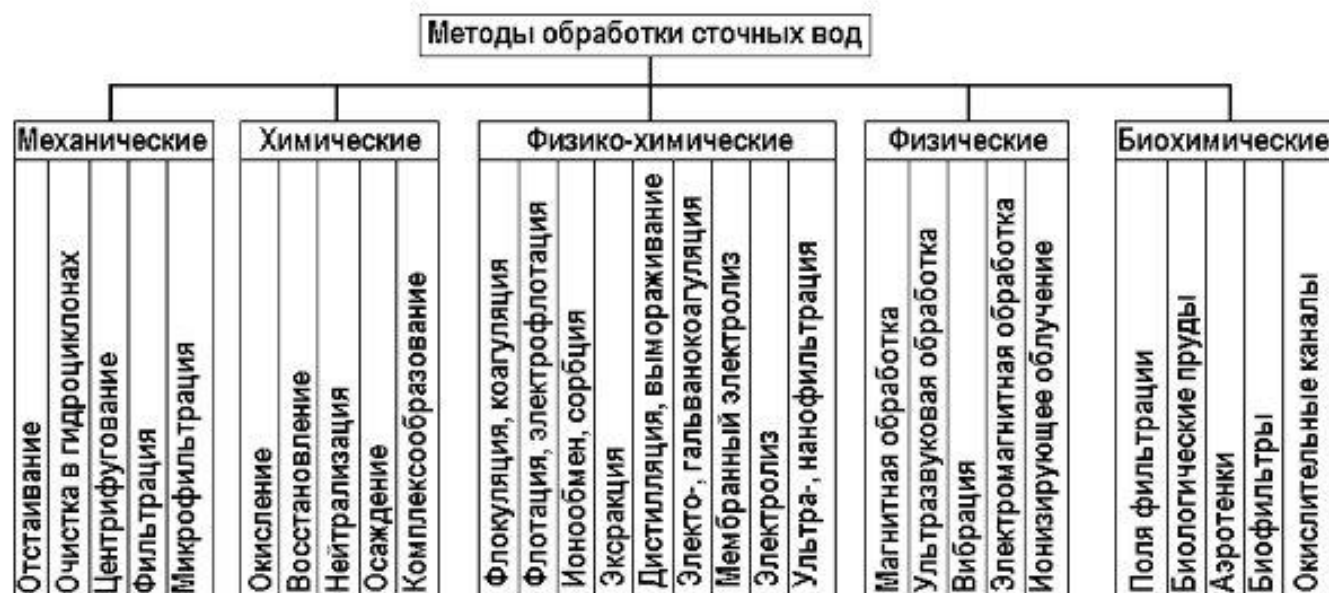 Методы обработки сточных вод
Механические
Отстаивание
Очистка в гидроциклонах
Центрифугование
Фильтрация
Микрофильтрация
Химические
Окисление
Восстановление
Нейтрализация
Осаждение
Комплексообразование
Физико-химические
Флокуляция, коагуляция
Флотация, электрофлотация
Ионообмен, сорбция
Эксракция
Дистилляция, вымораживание
Электо-, гальванокоагуляция
Мембранный электролиз
Электролиз
Ультра-, нанофильтрация
Физические
Магнитная обработка
Ультразвуковая обработка
Вибрация
Электромагнитная обработка
Ионизирующее облучение
Биохимические
Поля фильтрации
Биологические пруды
Аэротенки
Биофильтры
Окислительные каналы